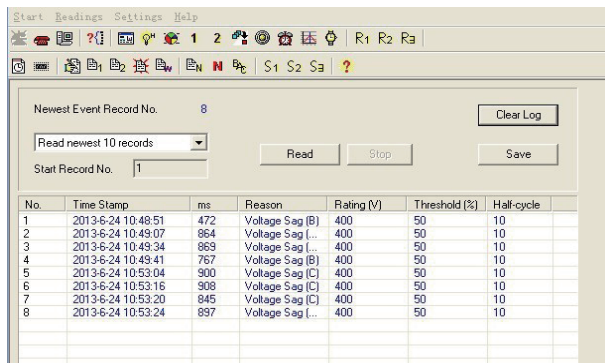 Start Readings Settings Help
?{} 1 2 R1 R2 R3
B1 B2 Bw BN N S1 S2 S3 ?
Newest Event Record No. 8 Clear Log
Read newest 10 records Read Stop Save
Start Record No. 1
No. Time Stamp ms Reason Rating (V) Threshold (%) Half-cycle
1 2013-6-24 10:48:51 472 Voltage Sag (B) 400 50 10
2 2013-6-24 10:49:07 864 Voltage Sag (... 400 50 10
3 2013-6-24 10:49:34 869 Voltage Sag (... 400 50 10
4 2013-6-24 10:49:41 767 Voltage Sag (B) 400 50 10
5 2013-6-24 10:53:04 900 Voltage Sag (C) 400 50 10
6 2013-6-24 10:53:16 908 Voltage Sag (C) 400 50 10
7 2013-6-24 10:53:20 845 Voltage Sag (C) 400 50 10
8 2013-6-24 10:53:24 897 Voltage Sag (... 400 50 10